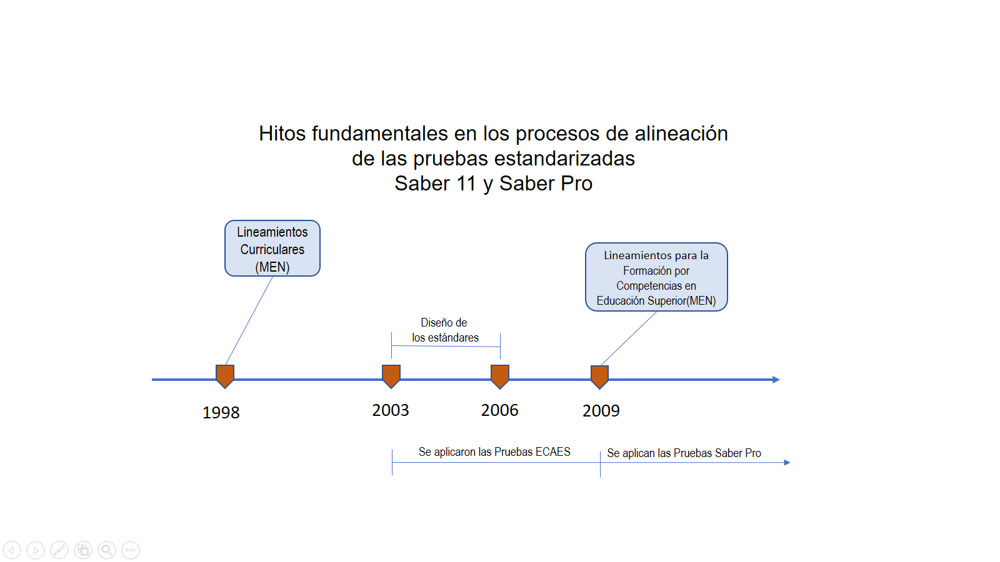 Hitos fundamentales en los procesos de alineación
de las pruebas estandarizadas
Saber 11 y Saber Pro
Lineamientos
Curriculares
(MEN)
Lineamientos para la
Formación por
Competencias en
Educación Superior(MEN)
Diseño de
los estándares
1998
2003
2006
2009
Se aplicaron las Pruebas ECAES
Se aplican las Pruebas Saber Pro